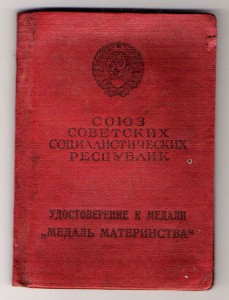 СОЮЗ
СОВЕТСКИХ
СОЦИАЛИСТИЧЕСКИХ
РЕСПУБЛИК
УДОСТОВЕРЕНИЕ К МЕДАЛИ
„МЕДАЛЬ МАТЕРИНСТВА"